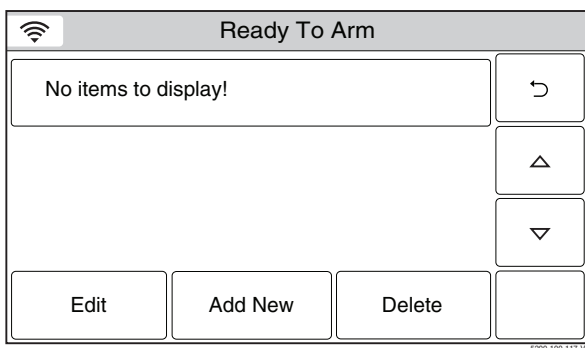 Ready To Arm
No items to display!
Edit
Add New
Delete